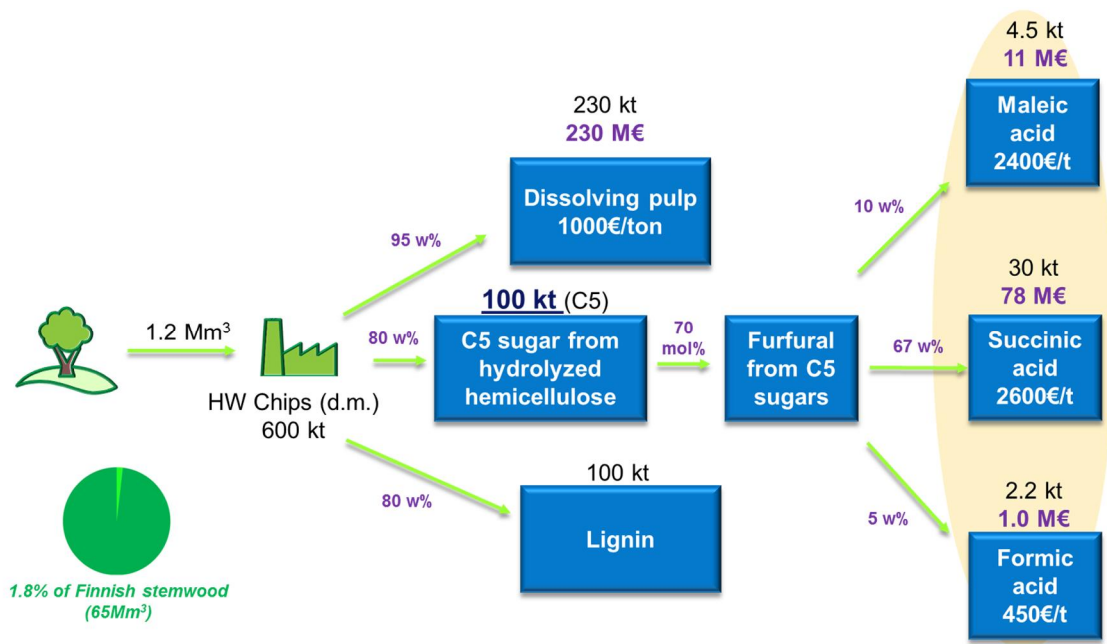 4.5 kt
11 M€
Maleic
acid
2400€/t
230 kt
230 M€
Dissolving pulp
1000€/ton
10 w%
95 w%
30 kt
78 M€
100 kt (C5)
1.2 Mm³
80 w%
C5 sugar from
hydrolyzed
hemicellulose
70
mol%
Furfural
from C5
sugars
67 w%
Succinic
acid
2600€/t
HW Chips (d.m.)
600 kt
100 kt
80 w%
Lignin
5 w%
2.2 kt
1.0 M€
Formic
acid
450€/t
1.8% of Finnish stemwood
(65Mm³)